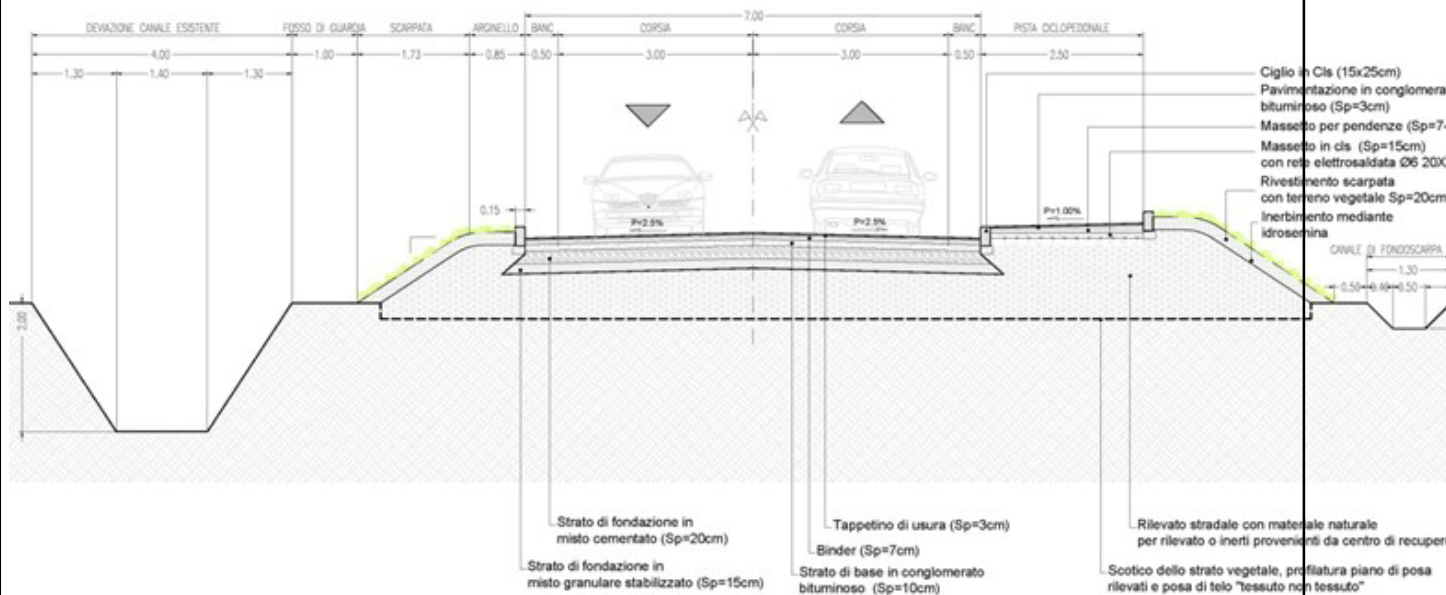 7.00
DEVIAZIONE CANALE ESISTENTE FOSSO DI GUARDIA SCARPATA ARGINELLO BANC CORSIA CORSIA BANC PISTA CICLOPEDONALE
4.00 1.00 1.73 0.85 0.50 3.00 3.00 0.50 2.50
1.30 1.40 1.30
Ciglio in Cls (15x25cm)
Pavimentazione in conglomera
bituminoso (Sp=3cm)
Massetto per pendenze (Sp=7
Massetto in cls (Sp=15cm)
con rete elettrosaldata Ø6 20X
Rivestimento scarpata
con terreno vegetale Sp=20cm
Inerbimento mediante
idrosemina
0.15
P=2.5% P=2.5% P=1.00%
CANALE DI FONDOSCARPA
1.30
0.50 0.40 0.50
2.00
Strato di fondazione in
misto cementato (Sp=20cm)
Strato di fondazione in
misto granulare stabilizzato (Sp=15cm)
Tappetino di usura (Sp=3cm)
Binder (Sp=7cm)
Strato di base in conglomerato
bituminoso (Sp=10cm)
Rilevato stradale con materiale naturale
per rilevato o inerti provenienti da centro di recupero
Scotico dello strato vegetale, profilatura piano di posa
rilevati e posa di telo "tessuto non tessuto"